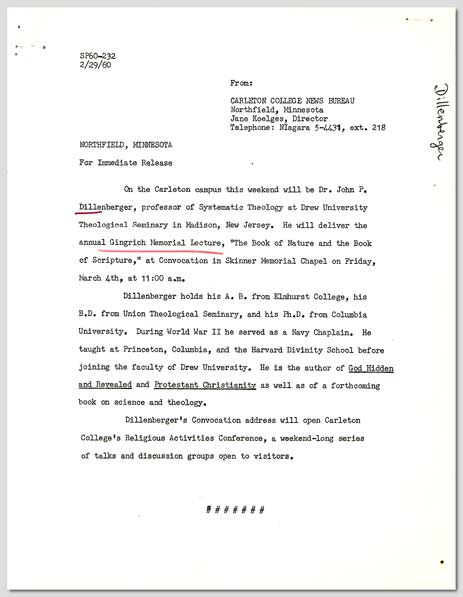 SP60-232
2/29/60
From:
CARLETON COLLEGE NEWS BUREAU
Northfield, Minnesota
Jane Koelges, Director
Telephone: NIagara 5-4431, ext. 218
Dillenberger
NORTHFIELD, MINNESOTA
For Immediate Release
On the Carleton campus this weekend will be Dr. John P.
Dillenberger, professor of Systematic Theology at Drew University
Theological Seminary in Madison, New Jersey. He will deliver the
annual Gingrich Memorial Lecture, "The Book of Nature and the Book
of Scripture," at Convocation in Skinner Memorial Chapel on Friday,
March 4th, at 11:00 a.m.
Dillenberger holds his A. B. from Elmhurst College, his
B.D. from Union Theological Seminary, and his Ph.D. from Columbia
University. During World War II he served as a Navy Chaplain. He
taught at Princeton, Columbia, and the Harvard Divinity School before
joining the faculty of Drew University. He is the author of God Hidden
and Revealed and Protestant Christianity as well as of a forthcoming
book on science and theology.
Dillenberger's Convocation address will open Carleton
College's Religious Activities Conference, a weekend-long series
of talks and discussion groups open to visitors.
# # # # # # #